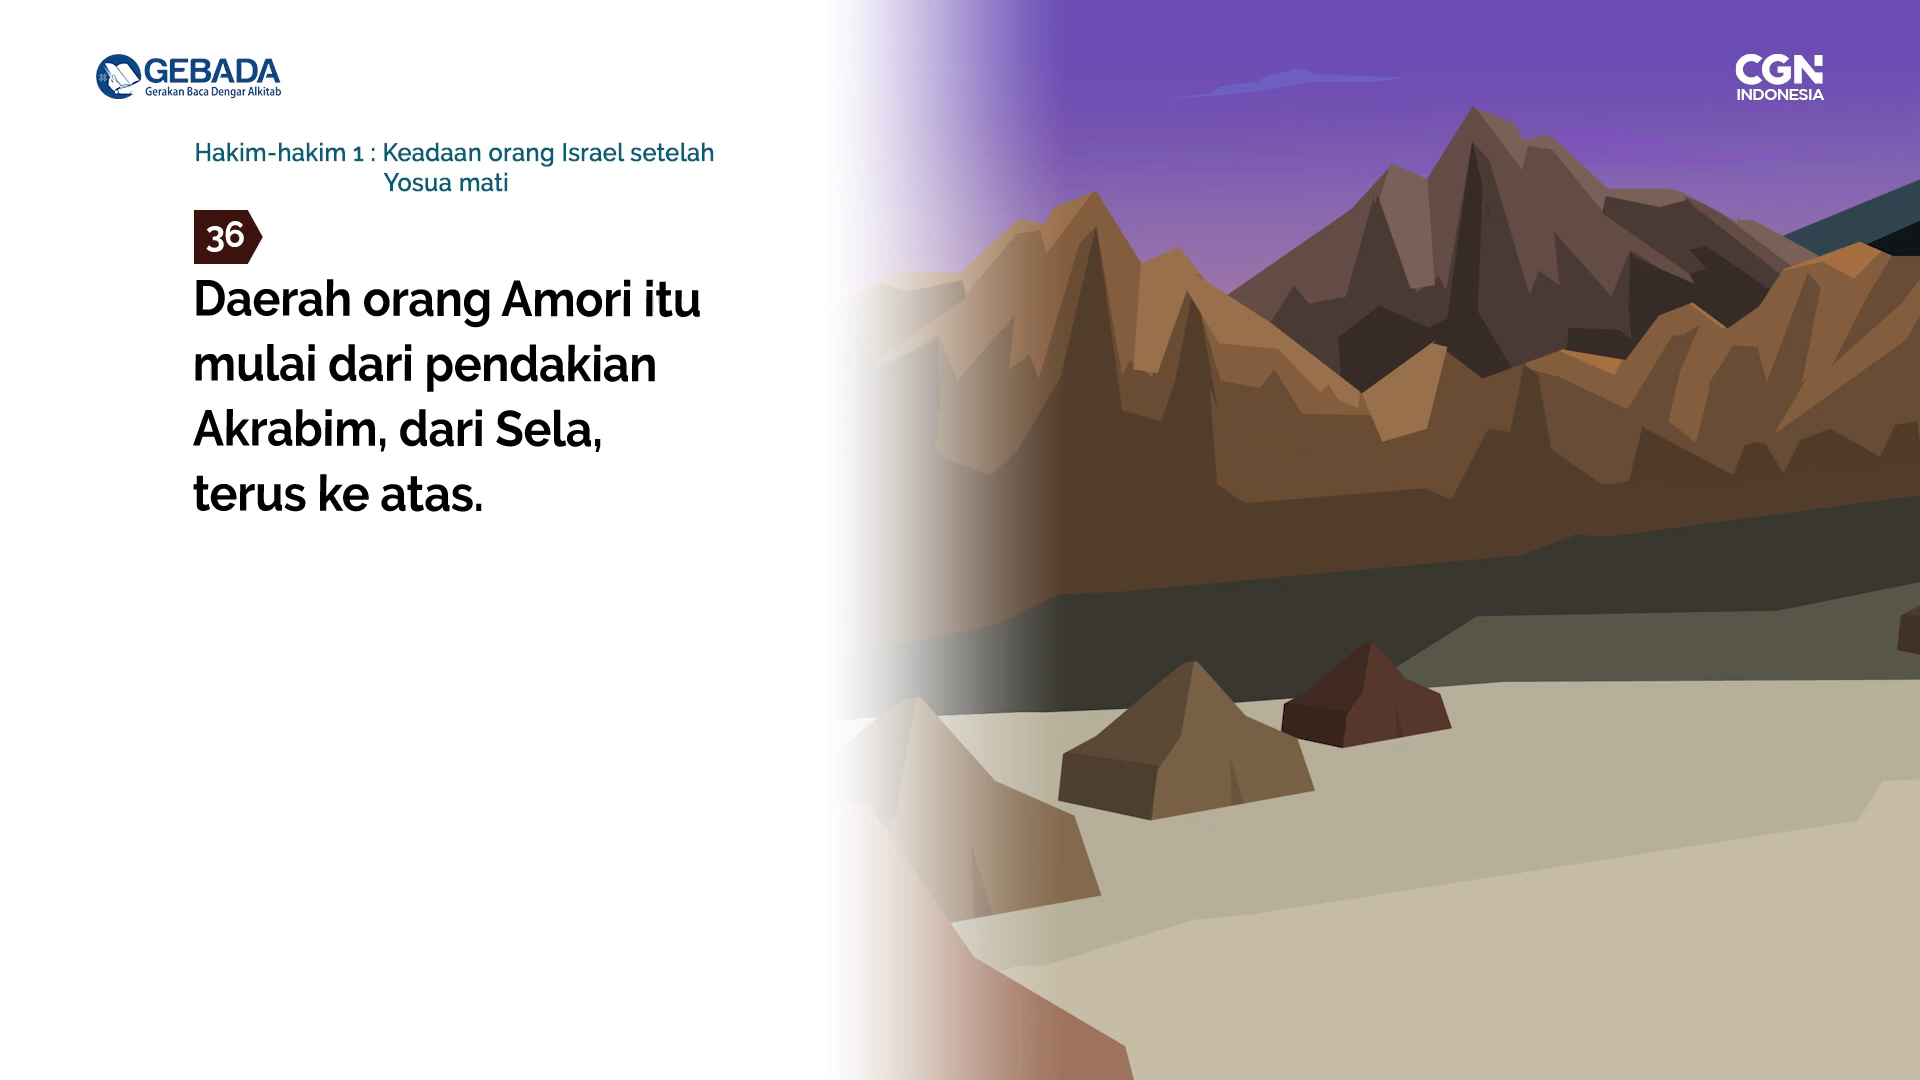 GEBADA
Gerakan Baca Dengar Alkitab
CGN
INDONESIA
Hakim-hakim 1 : Keadaan orang Israel setelah
Yosua mati
36
Daerah orang Amori itu
mulai dari pendakian
Akrabim, dari Sela,
terus ke atas.